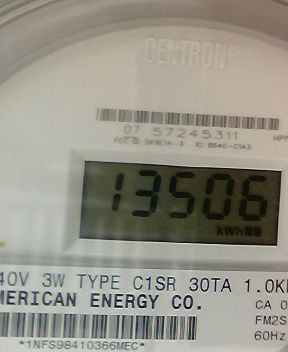 CENTRON®
07 57245311
13506
kWh
40V 3W TYPE C1SR 30TA 1.0K
MERICAN ENERGY CO.
CA 0
FM2S
60Hz
*1NFS98410366MEC*